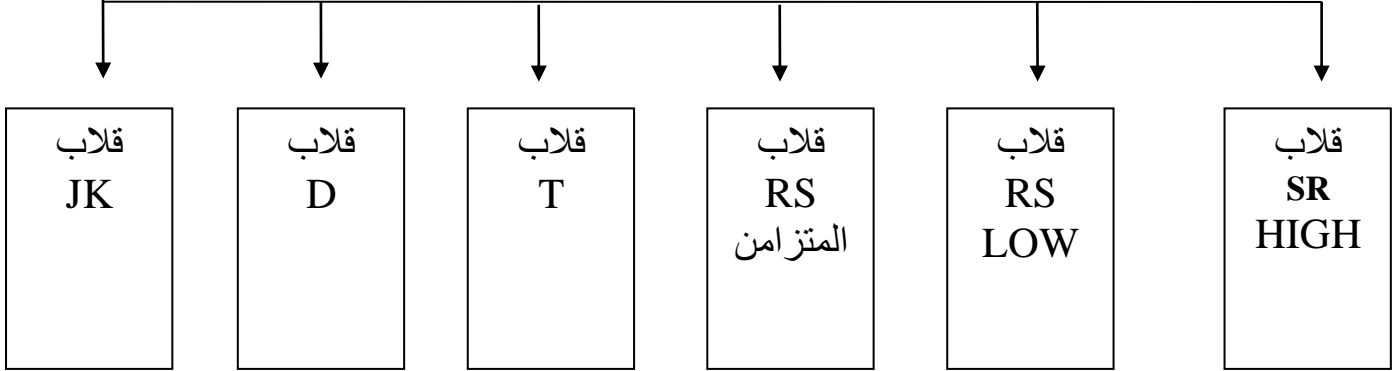 قلاب
SR
HIGH
قلاب
RS
LOW
قلاب
RS
المتزامن
قلاب
T
قلاب
D
قلاب
JK